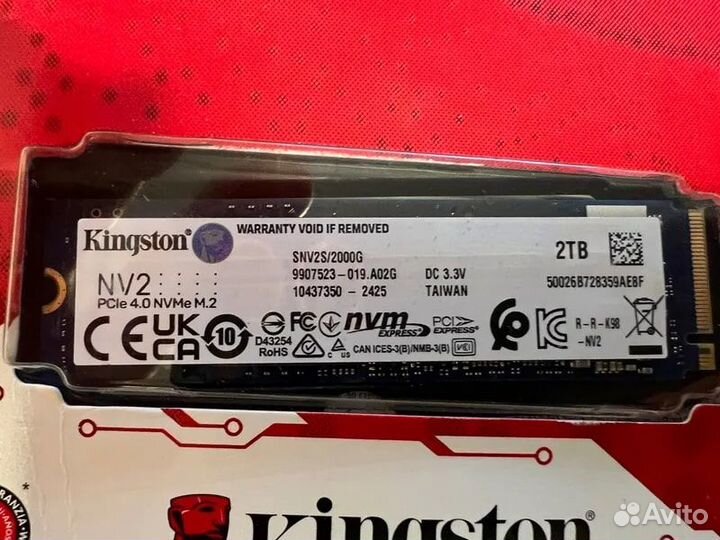 WARRANTY VOID IF REMOVED
Kingston
SNV2S/2000G
2TB
NV2
9907523-019.A02G DC 3.3V
50026B728359AE8F
PCIe 4.0 NVMe M.2
10437350 - 2425 TAIWAN
CE UK CA 10 FC nvm EXPRESS PCI EXPRESS
R-R-K98
-NV2
D43254
RoHS
CAN ICES-3(B)/NMB-3(B) VCI
Kingston
Avito